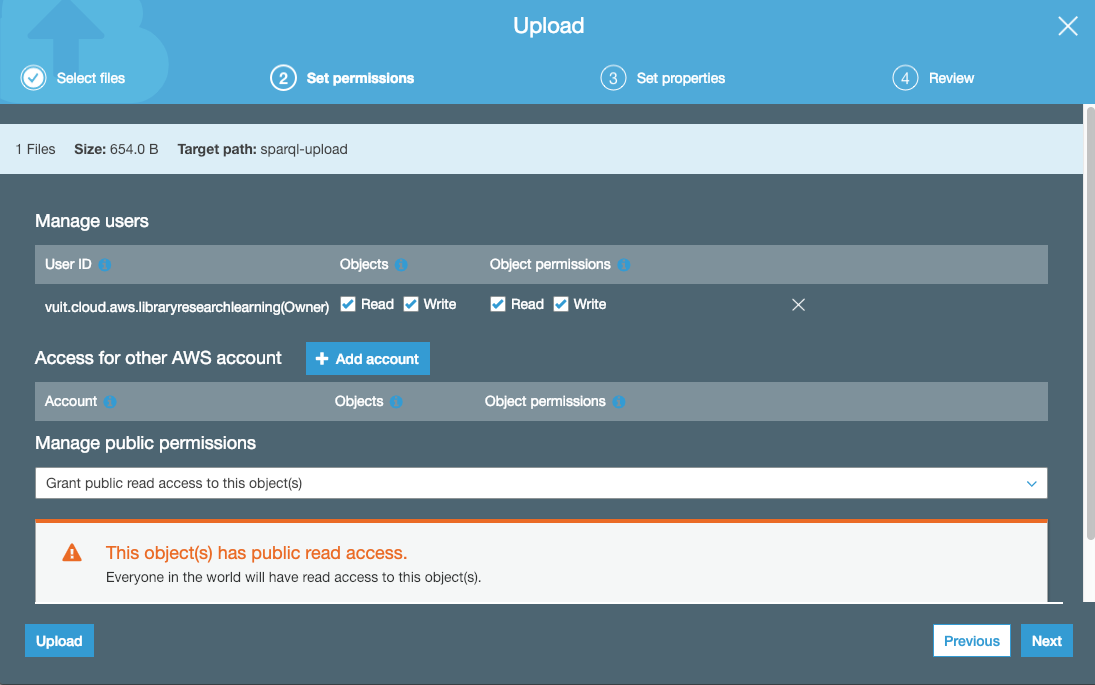 Upload
Select files
2 Set permissions
3 Set properties
4 Review
1 Files Size: 654.0 B Target path: sparql-upload
Manage users
User ID Objects Object permissions
vuit.cloud.aws.libraryresearchlearning(Owner) Read Write Read Write
Access for other AWS account + Add account
Account Objects Object permissions
Manage public permissions
Grant public read access to this object(s)
This object(s) has public read access.
Everyone in the world will have read access to this object(s).
Upload Previous Next